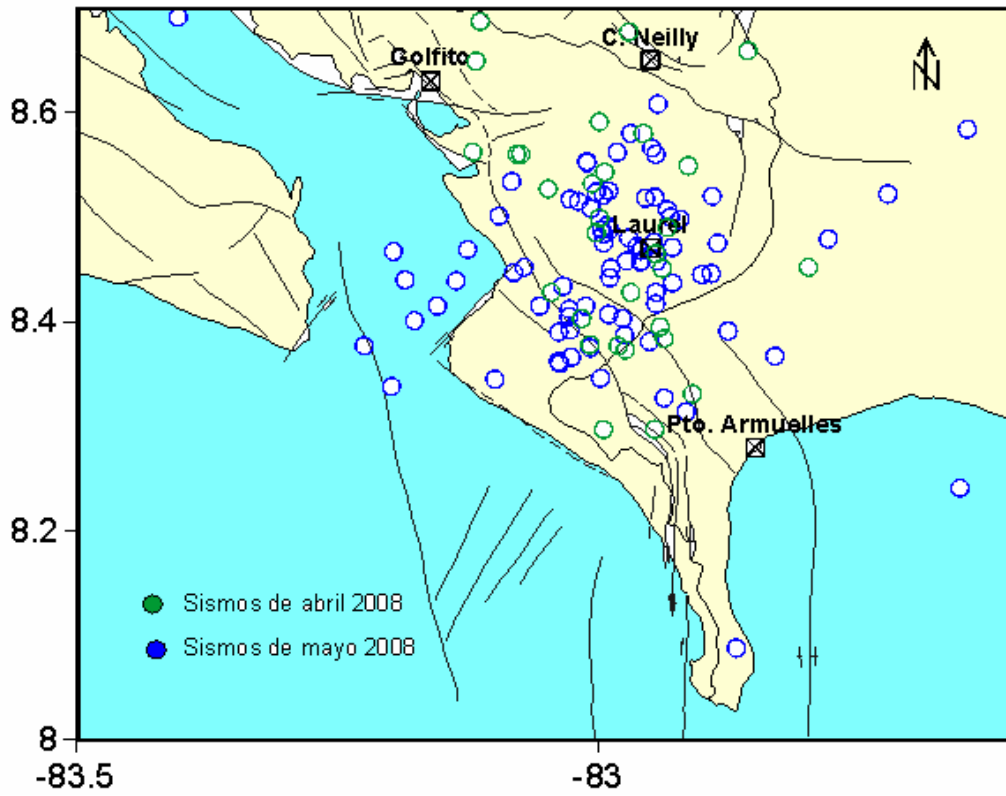 C. Neilly
Golfito
N
8.6
Laurel
8.4
Pto. Armuelles
8.2
Sismos de abril 2008
Sismos de mayo 2008
8
-83.5
-83